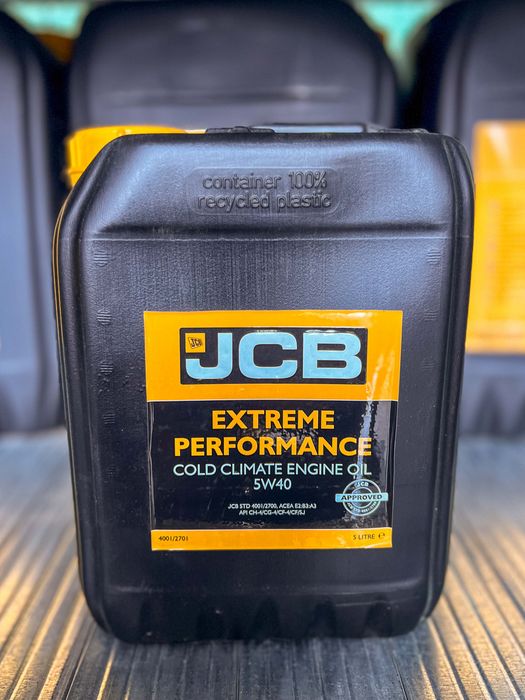 container 100%
recycled plastic
JCB
JCB
EXTREME
PERFORMANCE
COLD CLIMATE ENGINE OIL
5W40
JCB STD 4001/2700, ACEA E2:B3:A3
API CH-4/CG-4/CF-4/CF/SJ
JCB
APPROVED
4001/2701
5 LITRE ℮